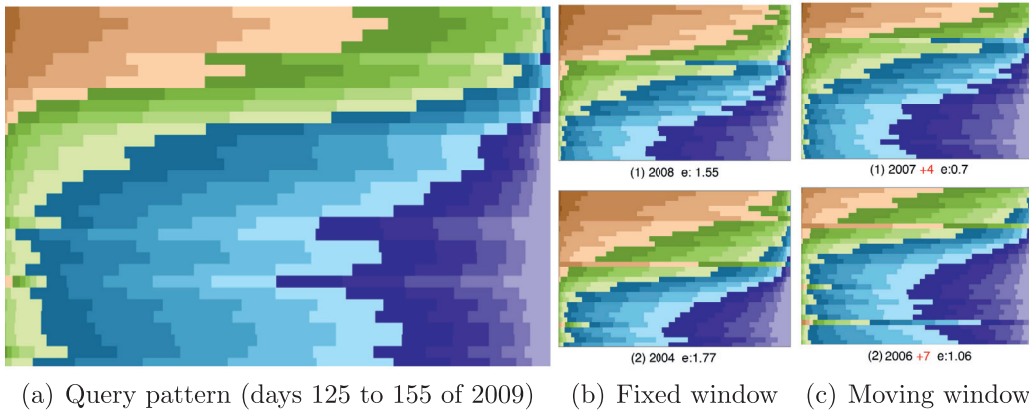 (1) 2008 e: 1.55
(1) 2007 +4 e:0.7
(2) 2004 e:1.77
(2) 2006 +7 e:1.06
(a) Query pattern (days 125 to 155 of 2009)
(b) Fixed window
(c) Moving window